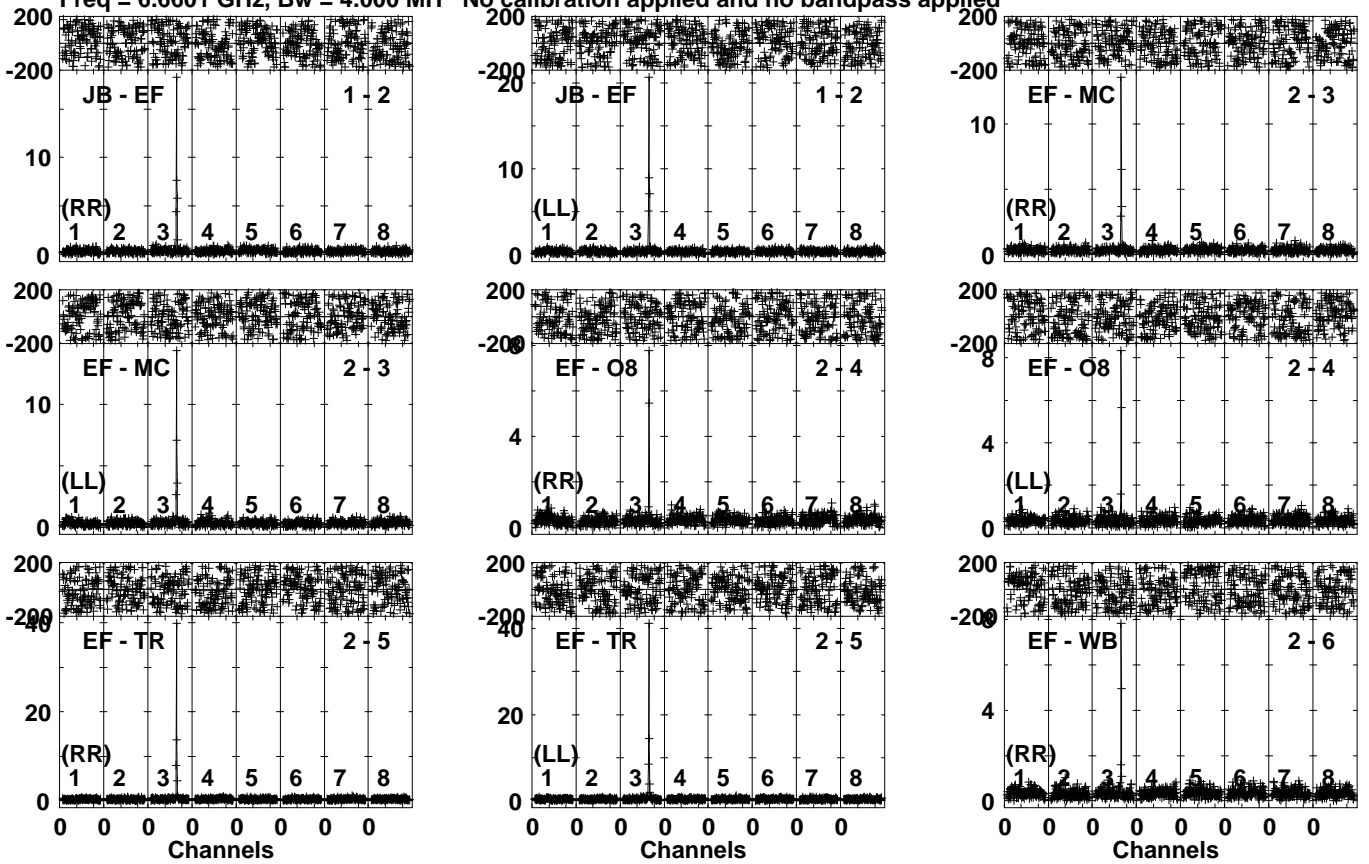 Freq = 6.6601 GHz, Bw = 4.000 MH No calibration applied and no bandpass applied
200 200 200
-200 -200 -200
JB - EF 1 - 2 JB - EF 1 - 2 EF - MC 2 - 3
20
10 10 10
(RR) (LL) (RR)
1 2 3 4 5 6 7 8 1 2 3 4 5 6 7 8 1 2 3 4 5 6 7 8
0 0 0
200 200 200
-200 -200 -200
8 8
EF - MC 2 - 3 EF - O8 2 - 4 EF - O8 2 - 4
10 4 4
(LL) (RR) (LL)
1 2 3 4 5 6 7 8 1 2 3 4 5 6 7 8 1 2 3 4 5 6 7 8
0 0 0
200 200 200
-200 -200 -200
40 40 8
EF - TR 2 - 5 EF - TR 2 - 5 EF - WB 2 - 6
20 20 4
(RR) (LL) (RR)
1 2 3 4 5 6 7 8 1 2 3 4 5 6 7 8 1 2 3 4 5 6 7 8
0 0 0
0 0 0 0 0 0 0 0 0 0 0 0 0 0 0 0 0 0 0 0 0 0 0 0
Channels Channels Channels